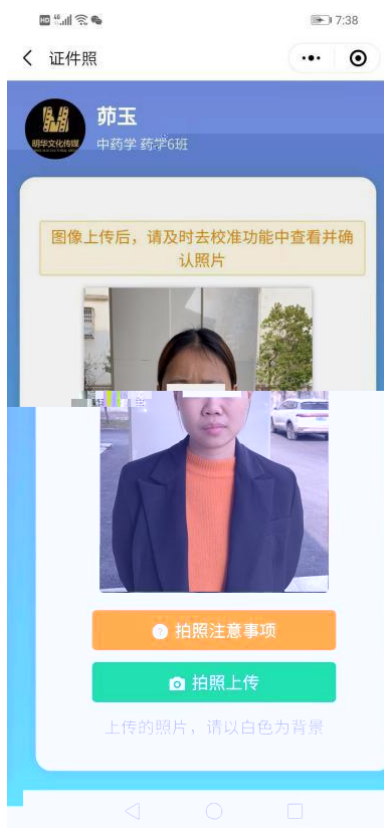 HD 4G 7:38
证件照
茆玉
明华文化传媒
中药学 药学6班
图像上传后，请及时去校准功能中查看并确
认照片
拍照注意事项
拍照上传
上传的照片，请以白色为背景